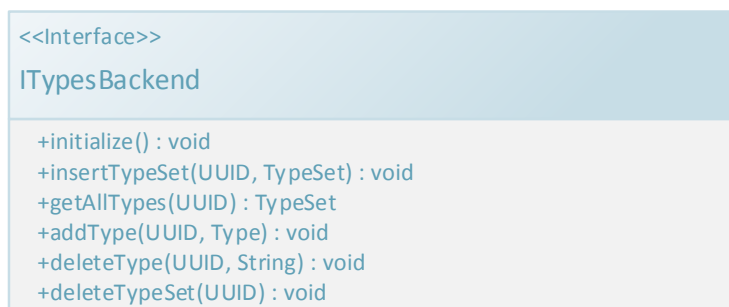 <<Interface>>
ITypesBackend
+initialize() : void
+insertTypeSet(UUID, TypeSet) : void
+getAllTypes(UUID) : TypeSet
+addType(UUID, Type) : void
+deleteType(UUID, String) : void
+deleteTypeSet(UUID) : void